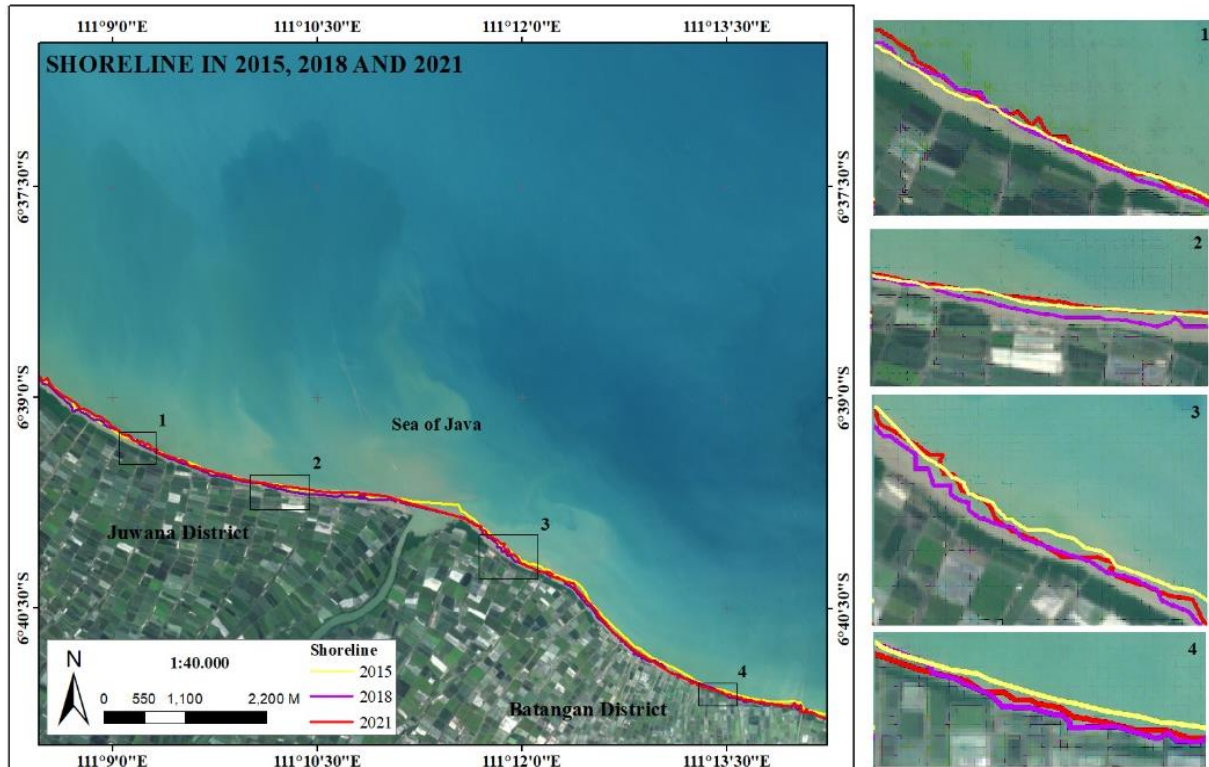 111°9'0"E 111°10'30"E 111°12'0"E 111°13'30"E
SHORELINE IN 2015, 2018 AND 2021
6°37'30"S 6°37'30"S
6°39'0"S 6°39'0"S
Sea of Java
1
2
Juwana District
3
6°40'30"S 6°40'30"S
4
Batangan District
N
1:40.000
0 550 1,100 2,200 M
Shoreline
2015
2018
2021
111°9'0"E 111°10'30"E 111°12'0"E 111°13'30"E
1
2
3
4